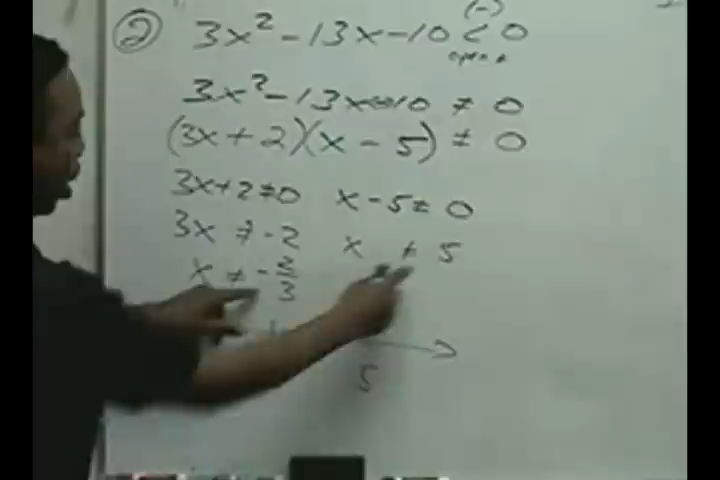 (-)
② 3x² - 13x - 10 < 0
open
3x² - 13x - 10 ≠ 0
(3x + 2)(x - 5) ≠ 0
3x + 2 ≠ 0 x - 5 ≠ 0
3x ≠ -2 x ≠ 5
x ≠ -2/3
5